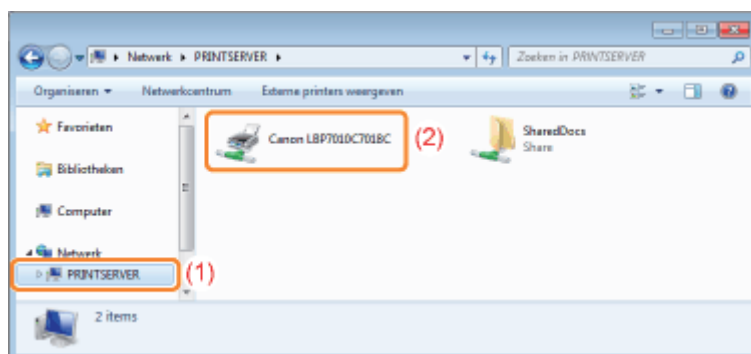 Netwerk ▸ PRINTSERVER ▸ Zoeken in PRINTSERVER
Organiseren Netwerkcentrum Externe printers weergeven
Favorieten
Bibliotheken
Computer
Netwerk
PRINTSERVER (1)
Canon LBP7010C7018C (2)
SharedDocs
Share
2 items